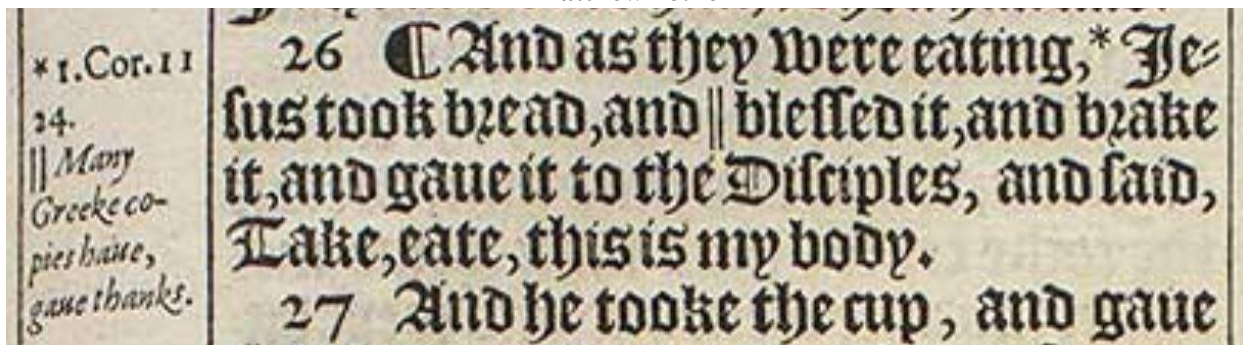 *1.Cor.11
24.
|| Many
Greeke co-
pies haue,
gaue thanks.
26 ¶ And as they were eating,* Je-
ſus took bread,and || bleſſed it,and brake
it,and gaue it to the Diſciples, and ſaid,
Take,eate,this is my body.
27 And he tooke the cup, and gaue